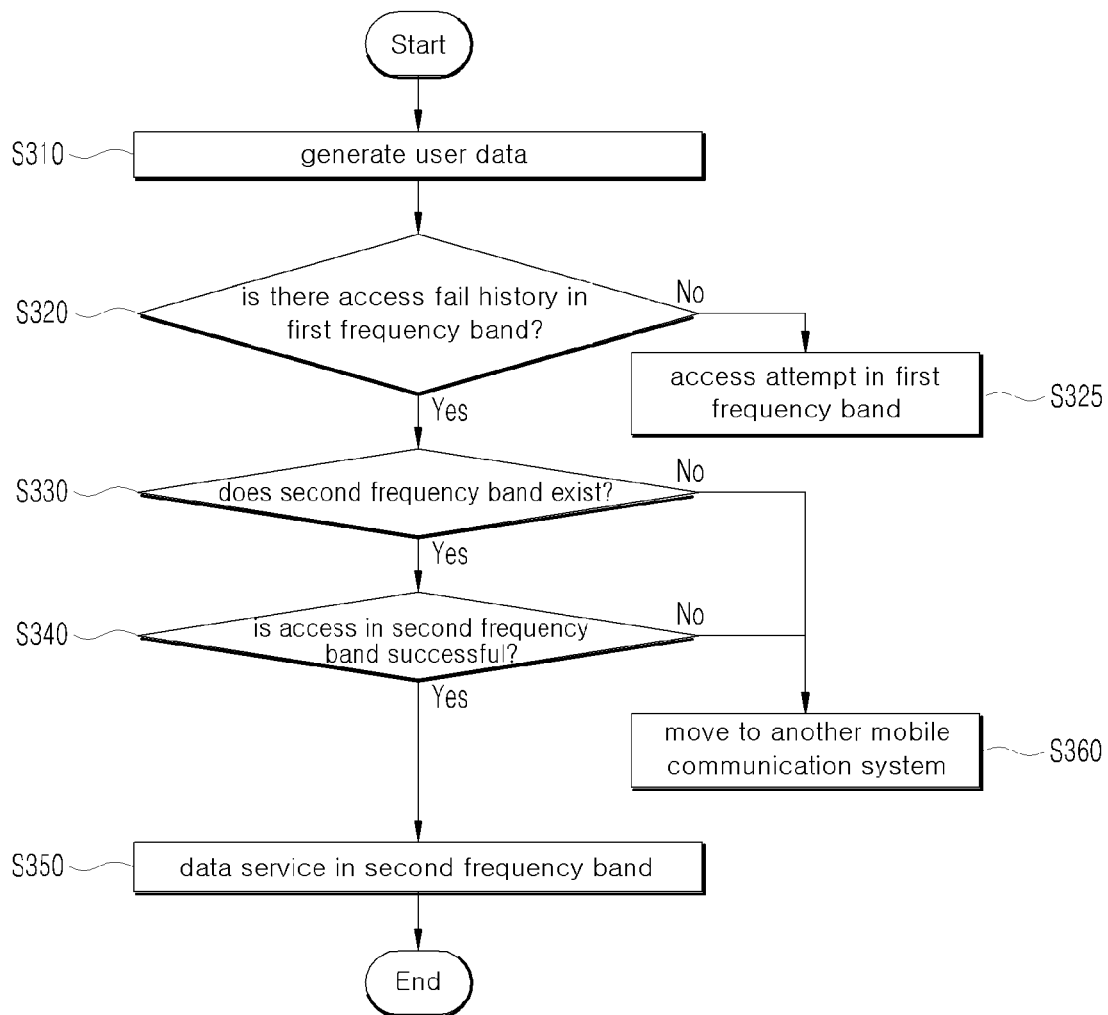 Start
S310
generate user data
S320
is there access fail history in
first frequency band?
No
access attempt in first
frequency band
S325
Yes
S330
does second frequency band exist?
No
Yes
S340
is access in second frequency
band successful?
No
Yes
move to another mobile
communication system
S360
S350
data service in second frequency band
End